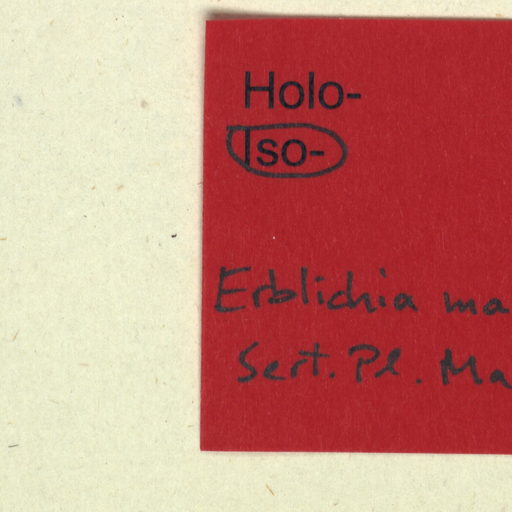 Holo-
Iso-
Erblichia ma
Sert. Pl. Ma